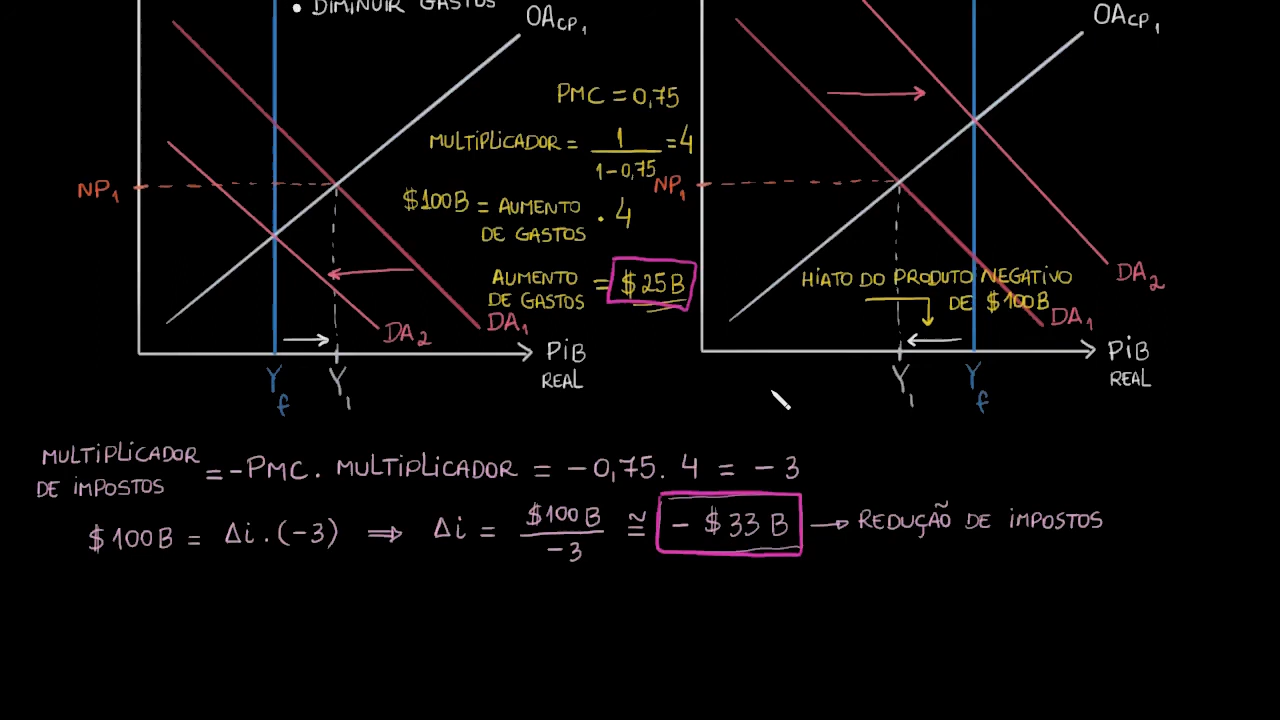 • DIMINUIR GASTOS
OACP1
NP1
PMC = 0,75
MULTIPLICADOR = 1/(1-0,75) = 4
$100B = AUMENTO DE GASTOS . 4
AUMENTO DE GASTOS = $25B
DA2
DA1
PiB
REAL
Yf
Y1
OACP1
NP1
HIATO DO PRODUTO NEGATIVO
DE $100B
DA2
DA1
PiB
REAL
Y1
Yf
MULTIPLICADOR
DE IMPOSTOS
= -PMC. MULTIPLICADOR = -0,75. 4 = -3
$100B = Δi.(-3) ⇒ Δi = $100B/-3 ≅ - $33B → REDUÇÃO DE IMPOSTOS